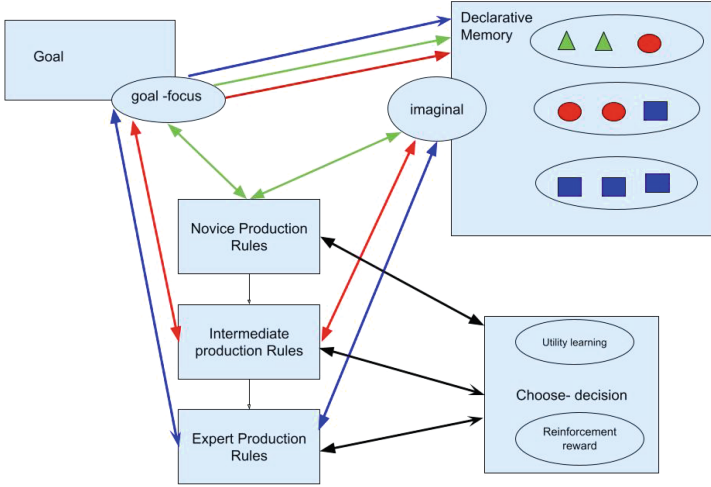 Goal
goal -focus
Declarative
Memory
imaginal
Novice Production
Rules
Intermediate
production Rules
Expert Production
Rules
Utility learning
Choose- decision
Reinforcement
reward